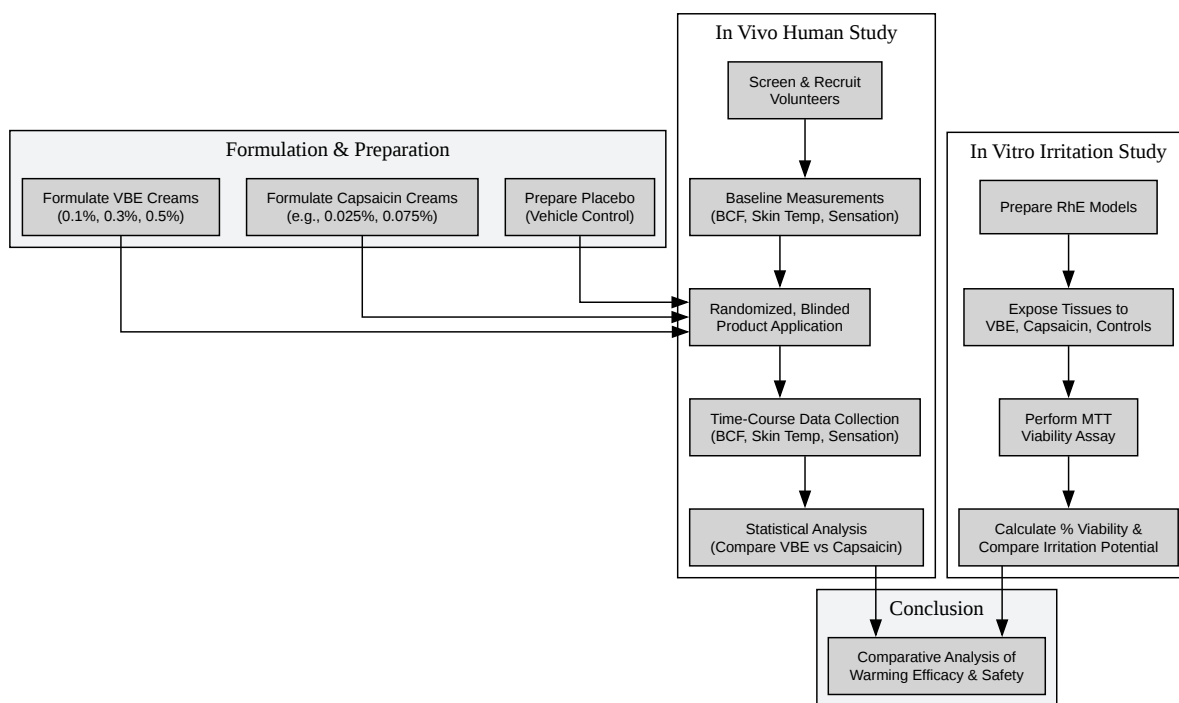 In Vivo Human Study
Screen & Recruit
Volunteers
Baseline Measurements
(BCF, Skin Temp, Sensation)
Randomized, Blinded
Product Application
Time-Course Data Collection
(BCF, Skin Temp, Sensation)
Statistical Analysis
(Compare VBE vs Capsaicin)
Formulation & Preparation
Formulate VBE Creams
(0.1%, 0.3%, 0.5%)
Formulate Capsaicin Creams
(e.g., 0.025%, 0.075%)
Prepare Placebo
(Vehicle Control)
In Vitro Irritation Study
Prepare RhE Models
Expose Tissues to
VBE, Capsaicin, Controls
Perform MTT
Viability Assay
Calculate % Viability &
Compare Irritation Potential
Conclusion
Comparative Analysis of
Warming Efficacy & Safety